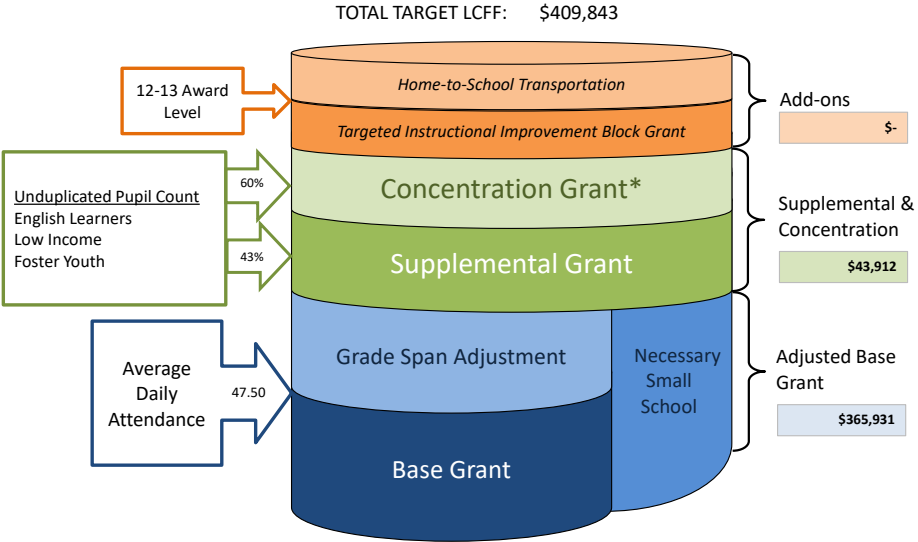 TOTAL TARGET LCFF: $409,843
Home-to-School Transportation
12-13 Award
Level
Targeted Instructional Improvement Block Grant
Add-ons
$-
Unduplicated Pupil Count
English Learners
Low Income
Foster Youth
60%
43%
Concentration Grant*
Supplemental Grant
Supplemental &
Concentration
$43,912
Average
Daily
Attendance
47.50
Grade Span Adjustment
Necessary
Small
School
Base Grant
Adjusted Base
Grant
$365,931